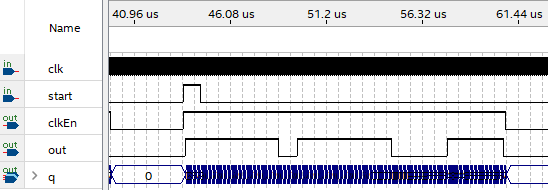 Name 40.96 us 46.08 us 51.2 us 56.32 us 61.44 us
in clk
in start
out clkEn
out out
out q 0